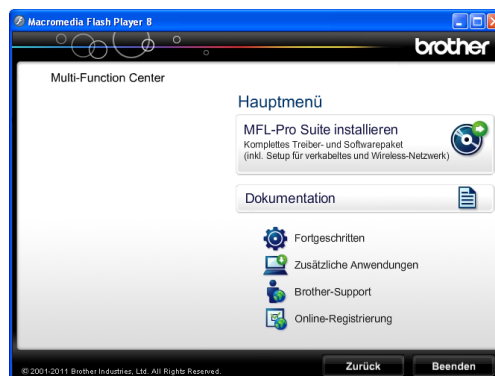 Macromedia Flash Player 8
brother
Multi-Function Center
Hauptmenü
MFL-Pro Suite installieren
Komplettes Treiber- und Softwarepaket
(inkl. Setup für verkabeltes und Wireless-Netzwerk)
Dokumentation
Fortgeschritten
Zusätzliche Anwendungen
Brother-Support
Online-Registrierung
© 2001-2011 Brother Industries, Ltd. All Rights Reserved.
Zurück
Beenden